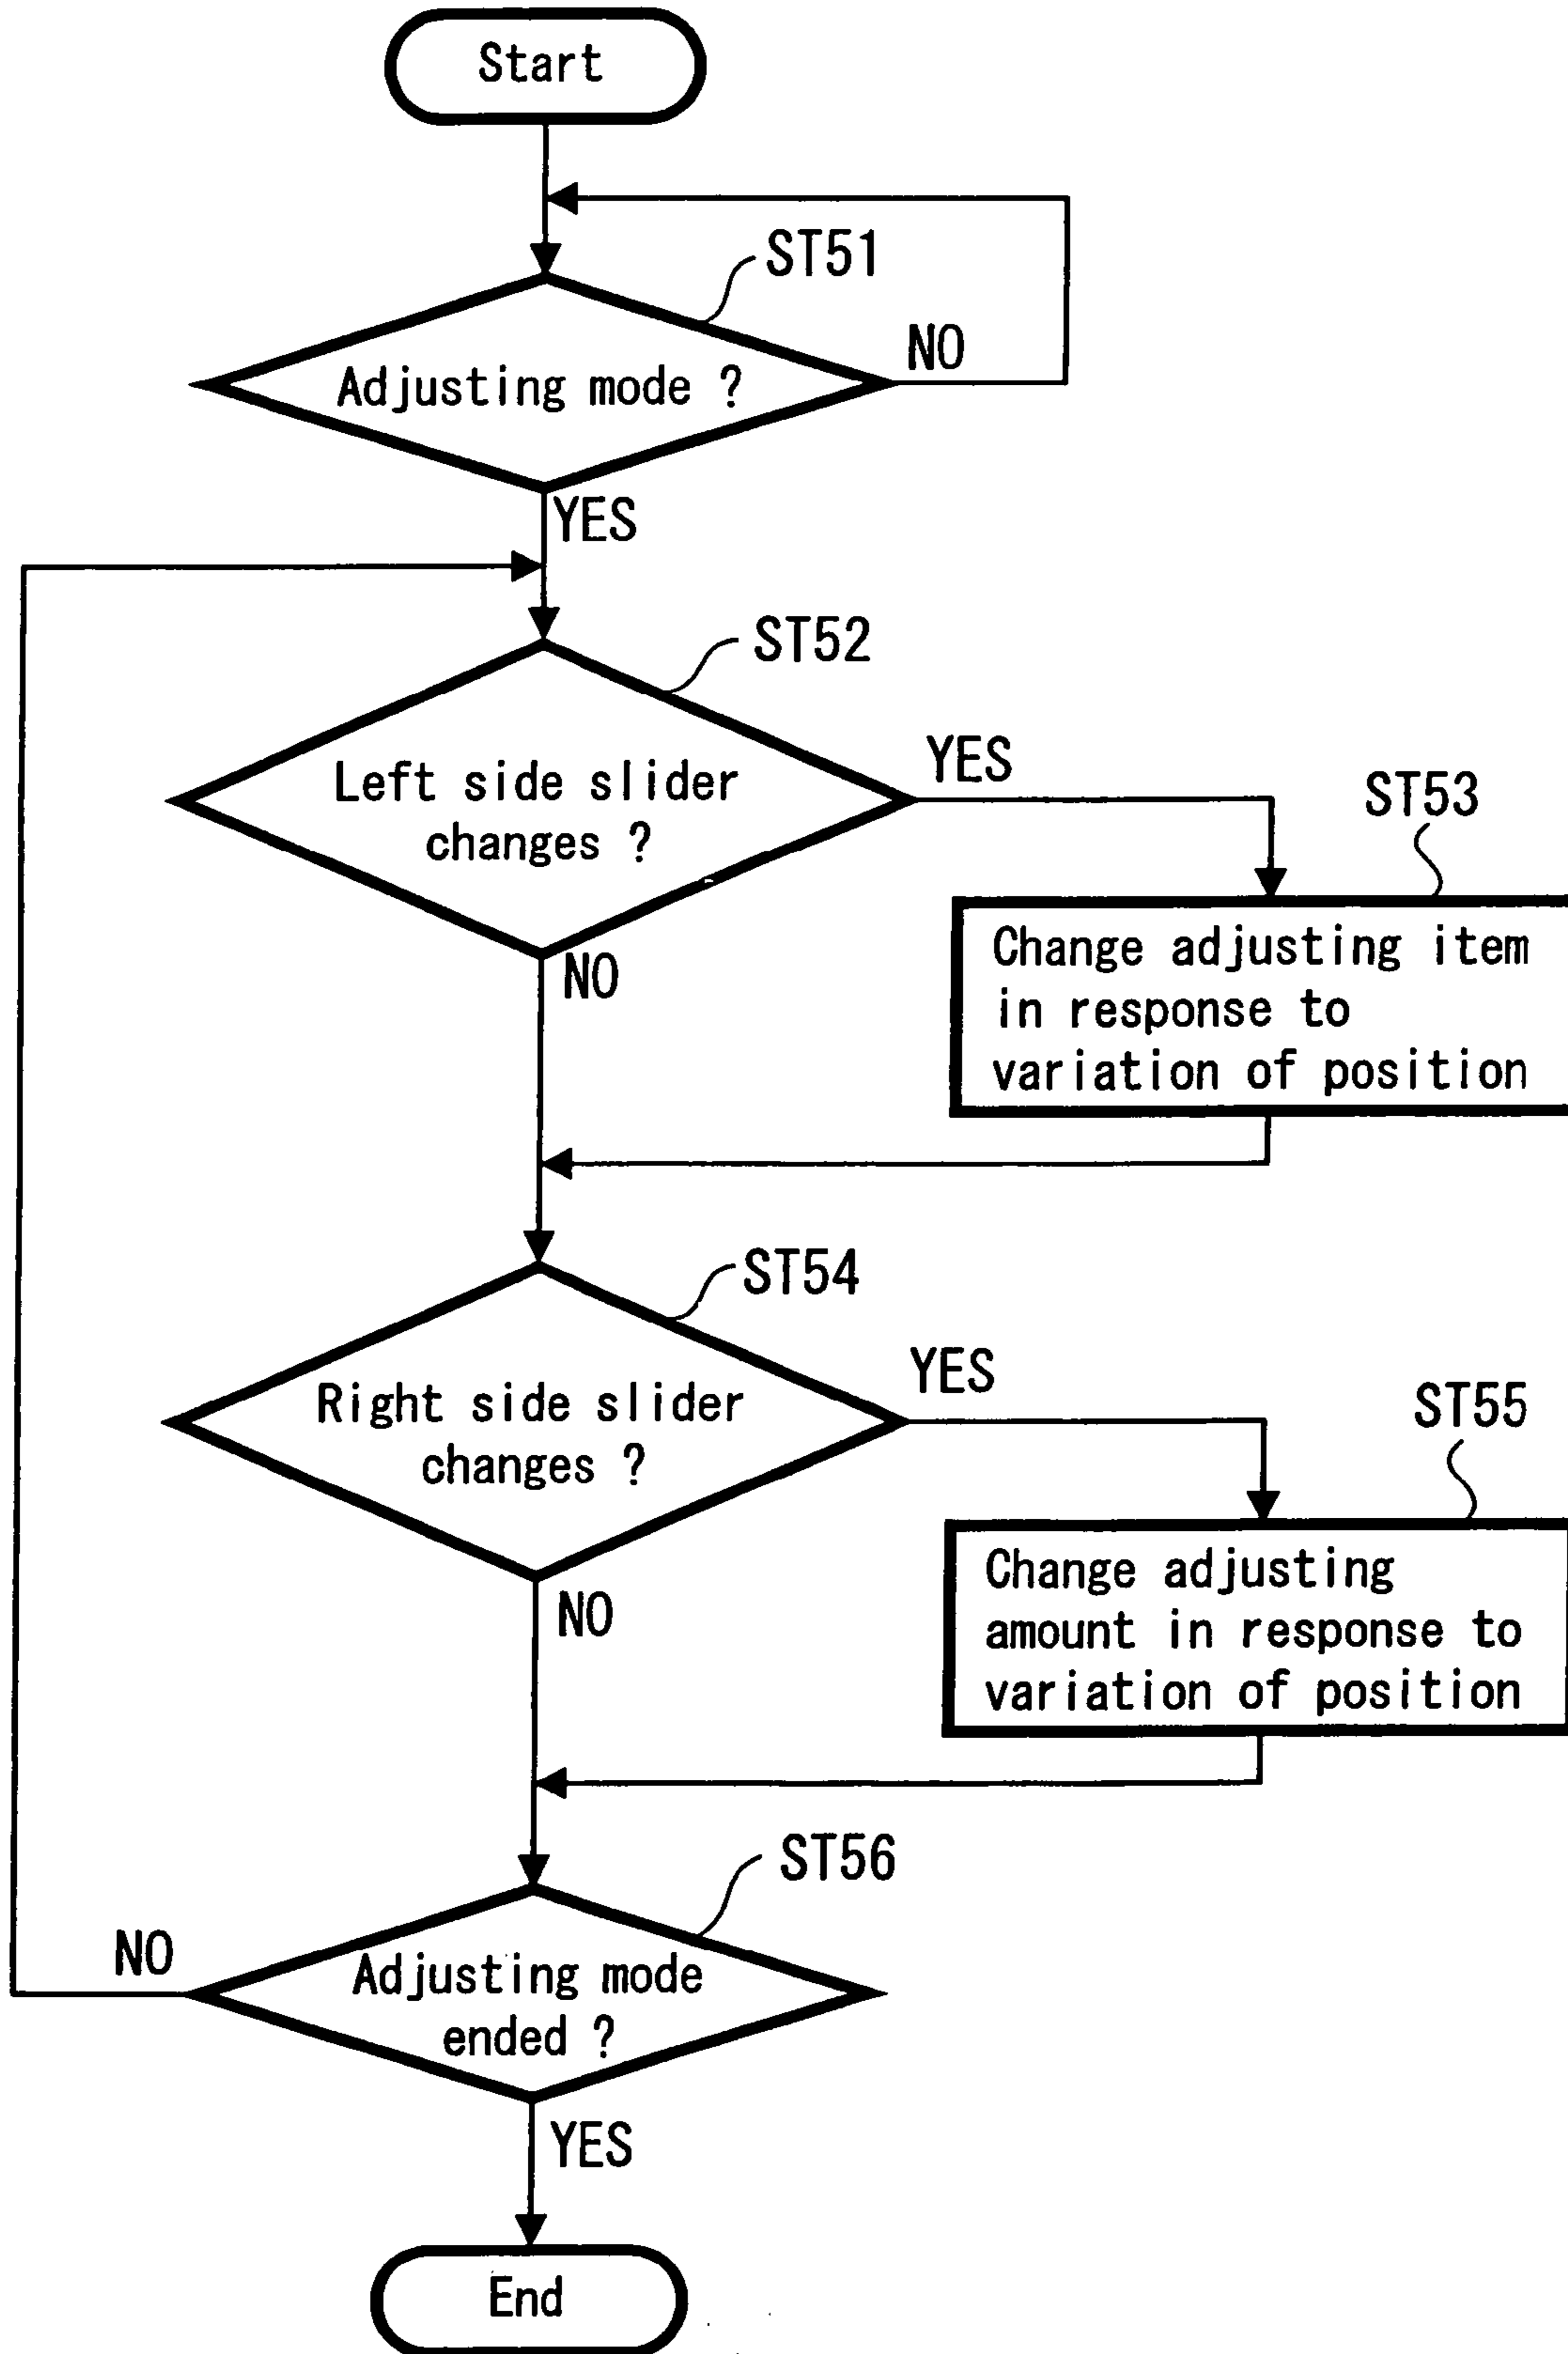 Start
ST51
NO
Adjusting mode ?
YES
ST52
YES
Left side slider
changes ?
ST53
NO
Change adjusting item
in response to
variation of position
ST54
YES
Right side slider
changes ?
ST55
NO
Change adjusting
amount in response to
variation of position
ST56
NO
Adjusting mode
ended ?
YES
End